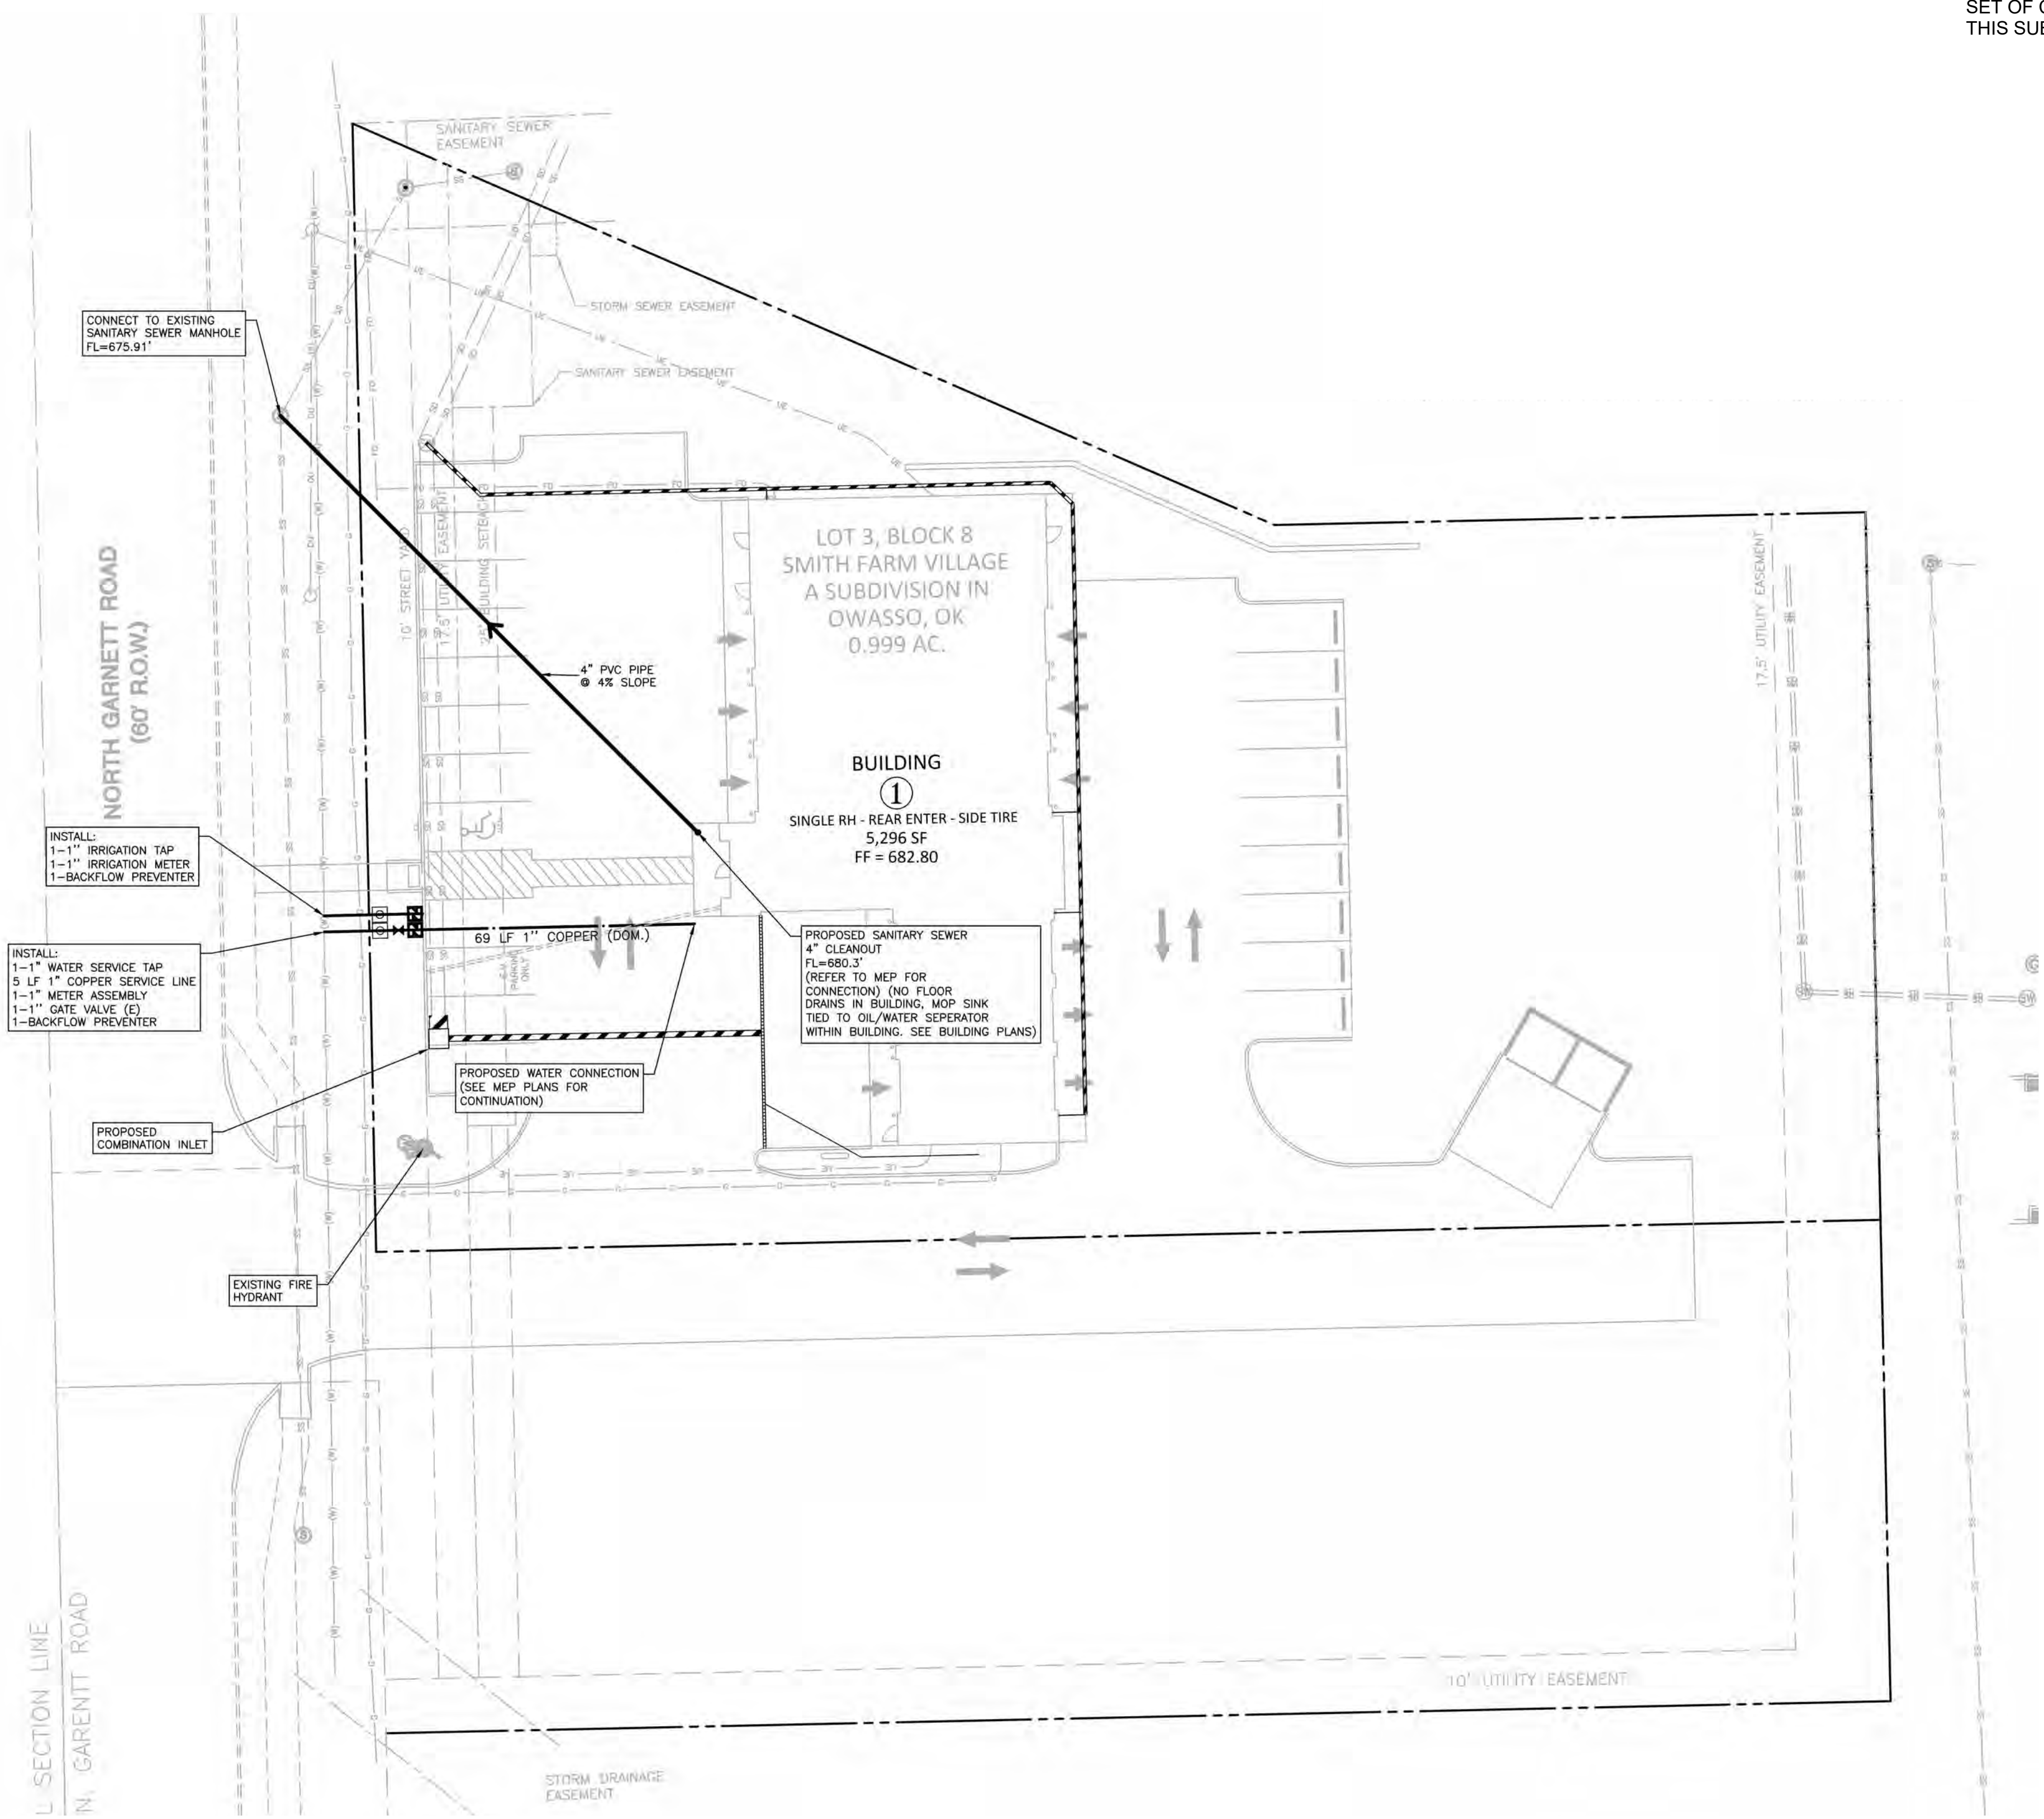 SET OF
THIS SUB
SANITARY SEWER
EASEMENT
STORM SEWER EASEMENT
SANITARY SEWER EASEMENT
CONNECT TO EXISTING
SANITARY SEWER MANHOLE
FL=675.91'
NORTH GARNETT ROAD
(60' R.O.W.)
10' STREET YARD
17.5' UTILITY EASEMENT
25' BUILDING SETBACK
LOT 3, BLOCK 8
SMITH FARM VILLAGE
A SUBDIVISION IN
OWASSO, OK
0.999 AC.
17.5' UTILITY EASEMENT
4" PVC PIPE
@ 4% SLOPE
BUILDING
1
SINGLE RH - REAR ENTER - SIDE TIRE
5,296 SF
FF = 682.80
INSTALL:
1-1" IRRIGATION TAP
1-1" IRRIGATION METER
1-BACKFLOW PREVENTER
INSTALL:
1-1" WATER SERVICE TAP
5 LF 1" COPPER SERVICE LINE
1-1" METER ASSEMBLY
1-1" GATE VALVE (E)
1-BACKFLOW PREVENTER
69 LF 1" COPPER (DOM.)
PARKING
ONLY
PROPOSED SANITARY SEWER
4" CLEANOUT
FL=680.3'
(REFER TO MEP FOR
CONNECTION) (NO FLOOR
DRAINS IN BUILDING, MOP SINK
TIED TO OIL/WATER SEPERATOR
WITHIN BUILDING. SEE BUILDING PLANS)
PROPOSED WATER CONNECTION
(SEE MEP PLANS FOR
CONTINUATION)
PROPOSED
COMBINATION INLET
EXISTING FIRE
HYDRANT
L SECTION LINE
N. GARENTT ROAD
10' UTILITY EASEMENT
STORM DRAINAGE
EASEMENT